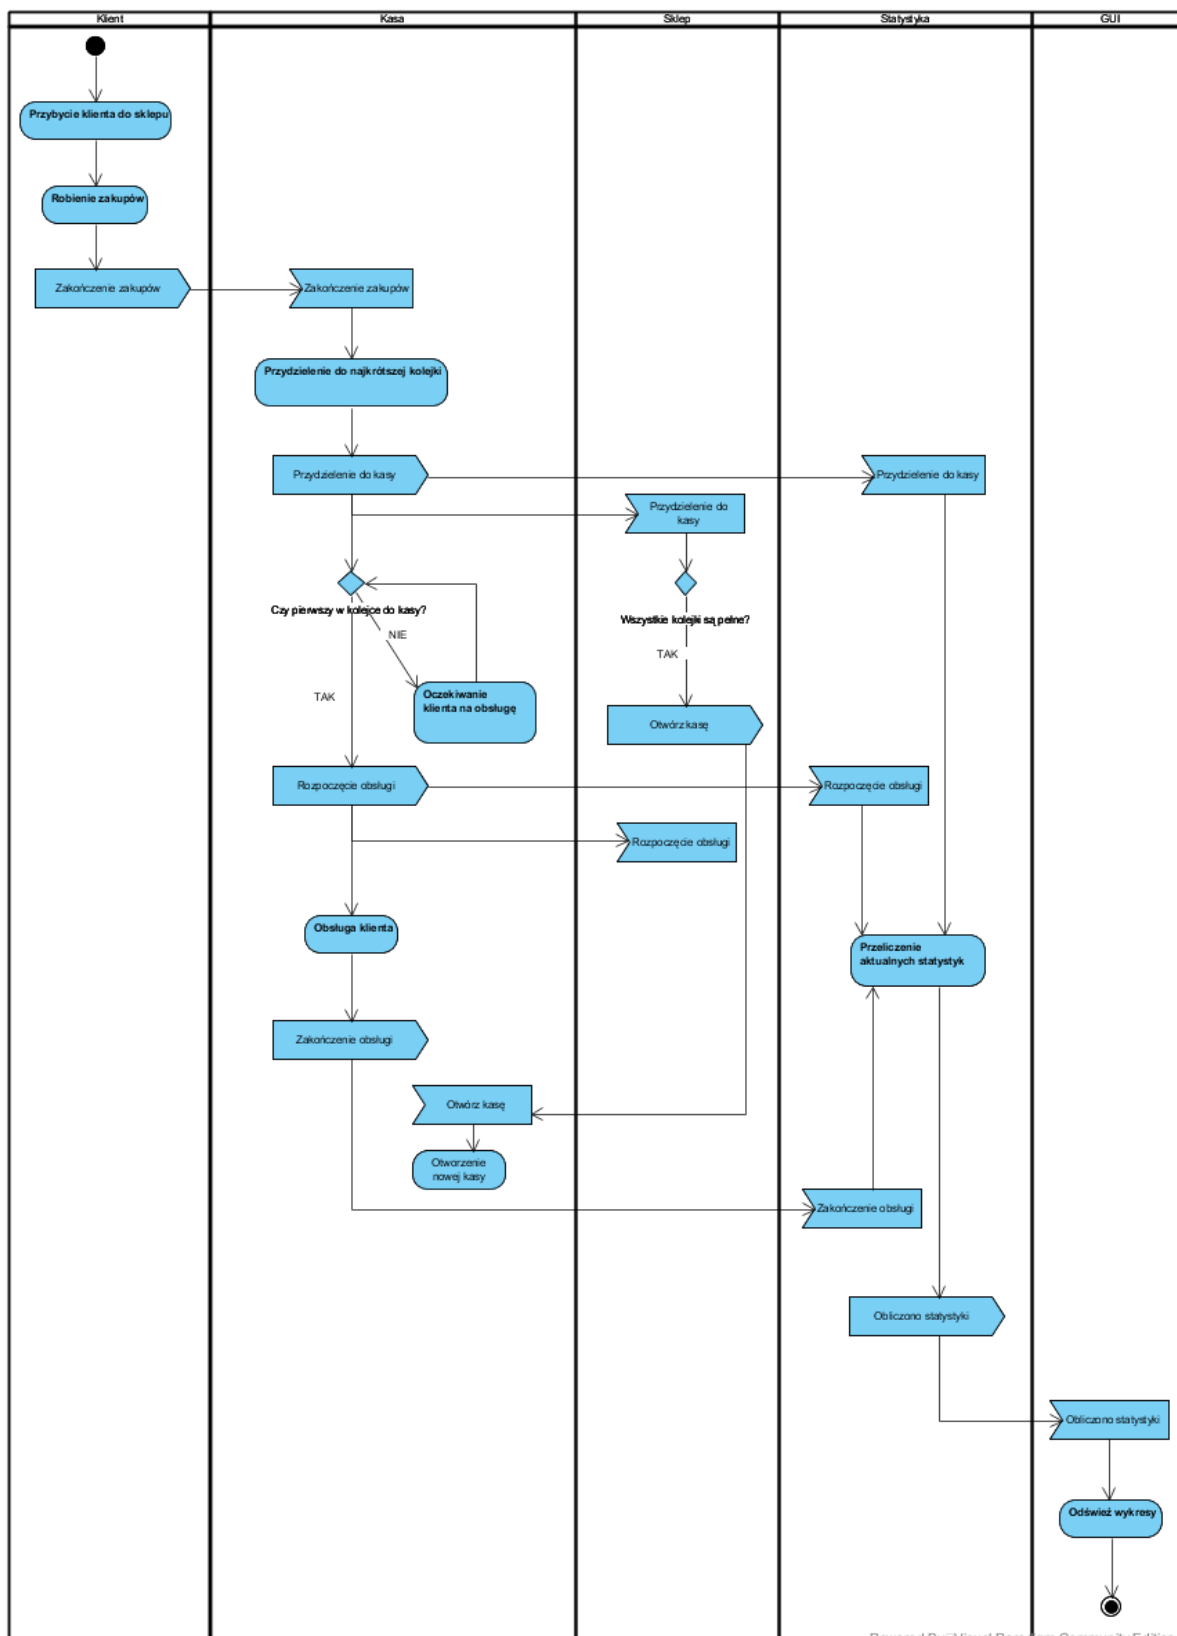 Klient
Kasa
Sklep
Statystyka
GUI
Przybycie klienta do sklepu
Robienie zakupów
Zakończenie zakupów
Zakończenie zakupów
Przydzielenie do najkrótszej kolejki
Przydzielenie do kasy
Przydzielenie do kasy
Przydzielenie do
kasy
Czy pierwszy w kolejce do kasy?
Wszystkie kolejki są pełne?
NIE
TAK
TAK
Oczekiwanie
klienta na obsługę
Otwórz kasę
Rozpoczęcie obsługi
Rozpoczęcie obsługi
Rozpoczęcie obsługi
Obsługa klienta
Przeliczenie
aktualnych statystyk
Zakończenie obsługi
Otwórz kasę
Otworzenie
nowej kasy
Zakończenie obsługi
Obliczono statystyki
Obliczono statystyki
Odśwież wykresy